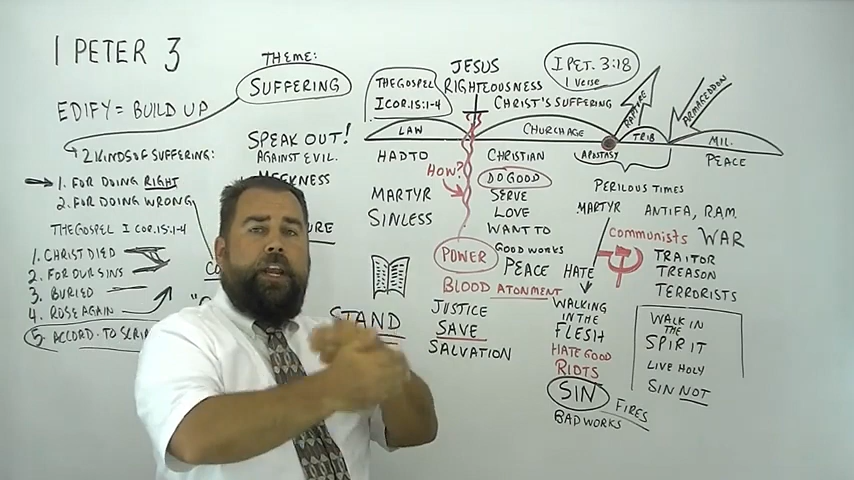 1 PETER 3
THEME:
SUFFERING
EDIFY = BUILD UP
2 KINDS OF SUFFERING:
1. FOR DOING RIGHT
2. FOR DOING WRONG
THE GOSPEL I COR. 15:1-4
1. CHRIST DIED
2. FOR OUR SINS
3. BURIED
4. ROSE AGAIN
5. ACCORD. TO SCRIP
SPEAK OUT!
AGAINST EVIL.
STAND
THE GOSPEL
I COR. 15:1-4
JESUS
RIGHTEOUSNESS
CHRIST'S SUFFERING
I PET. 3:18
1 VERSE
RAPTURE
ARMAGEDDON
LAW
CHURCHAGE
TRIB
MIL.
PEACE
APOSTASY
HAD TO
MARTYR
SINLESS
HOW?
POWER
CHRISTIAN
DO GOOD
SERVE
LOVE
WANT TO
GOOD WORKS
PEACE
BLOOD ATONMENT
JUSTICE
SAVE
SALVATION
PERILOUS TIMES
MARTYR
HATE
WALKING
IN THE
FLESH
HATE GOOD
RIOTS
SIN
FIRES
BAD WORKS
ANTIFA, RAM.
COMMUNISTS
WAR
TRAITOR
TREASON
TERRORISTS
WALK IN
THE
SPIRIT
LIVE HOLY
SIN NOT